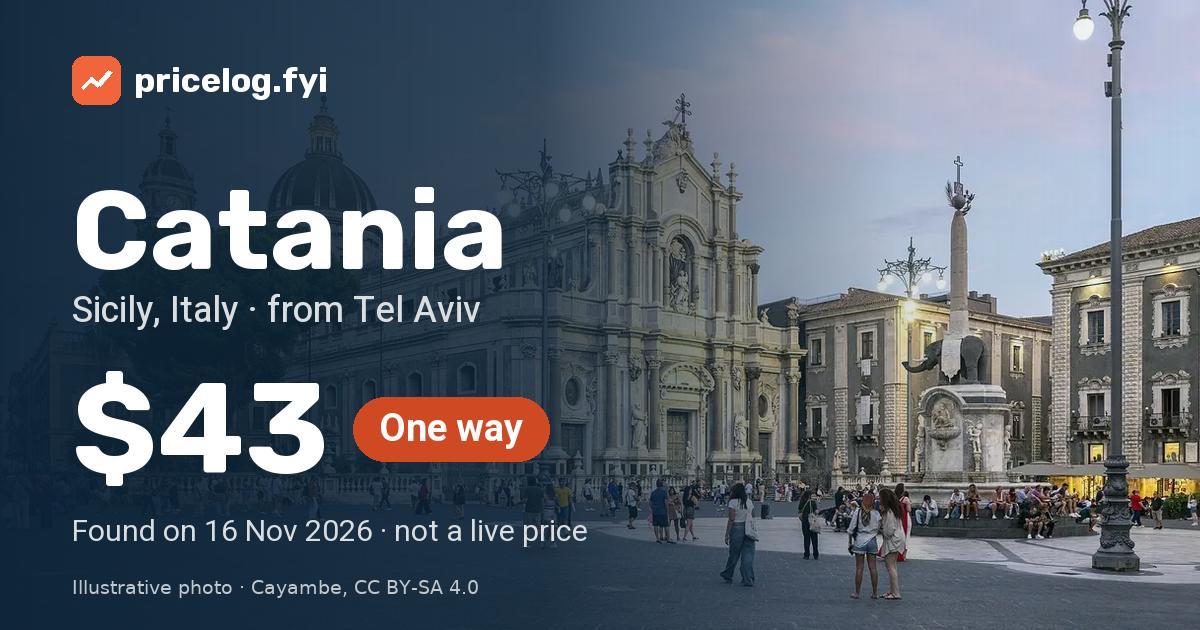 pricelog.fyi
Catania
Sicily, Italy · from Tel Aviv
$43
One way
Found on 16 Nov 2026 · not a live price
Illustrative photo · Cayambe, CC BY-SA 4.0